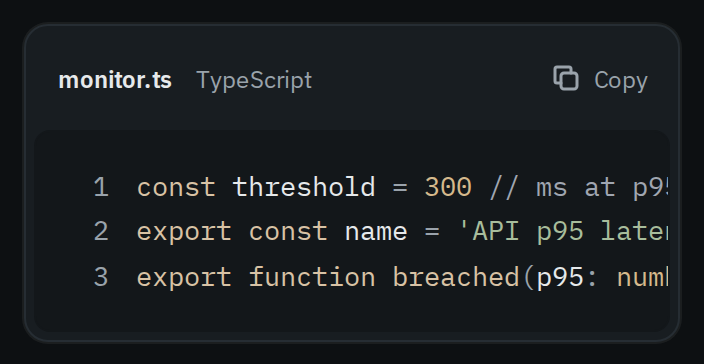 monitor.ts TypeScript Copy
1 const threshold = 300 // ms at
2 export const name = 'API p95
3 export function breached(p95: